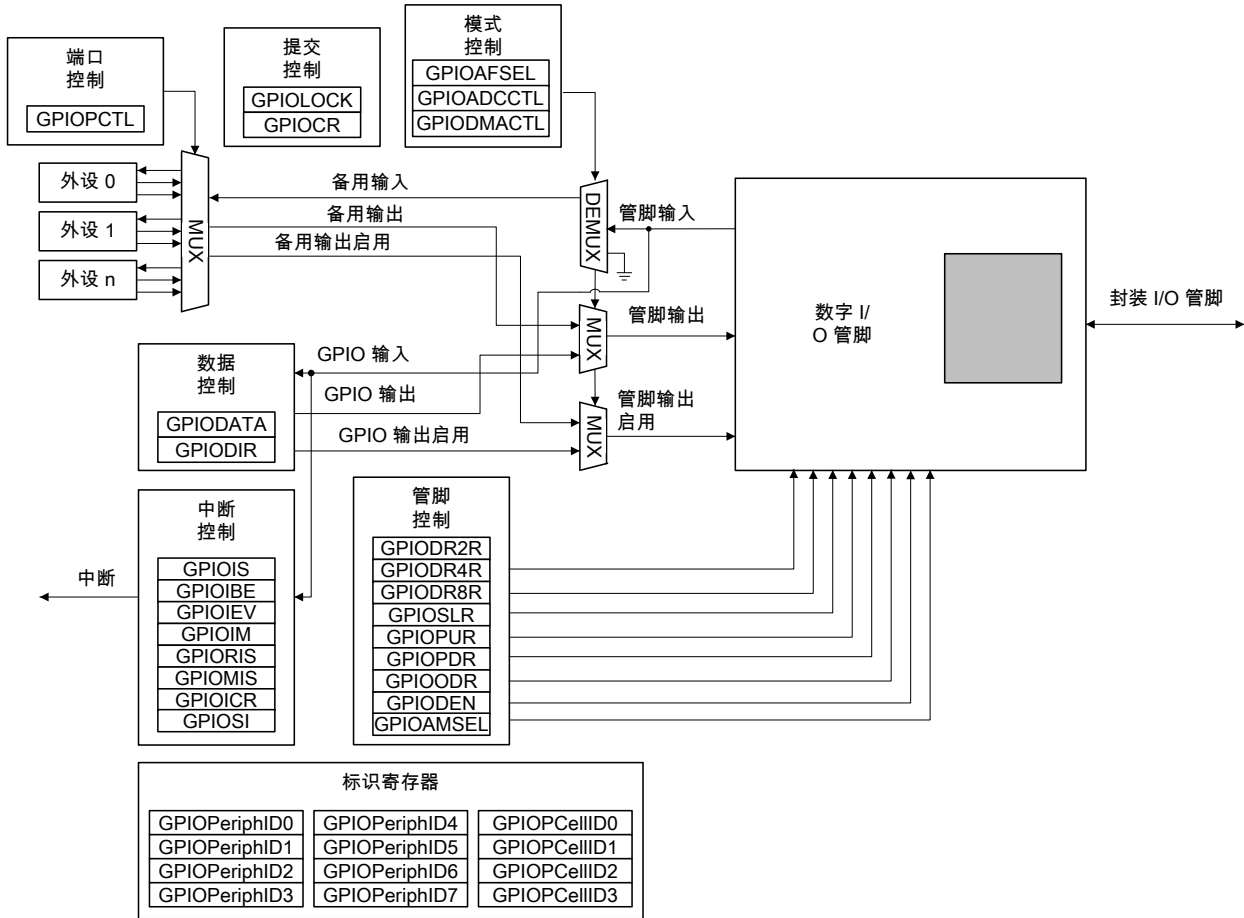 端口
控制
GPIOPCTL
提交
控制
GPIOLOCK
GPIOCR
模式
控制
GPIOAFSEL
GPIOADCCTL
GPIODMACTL
外设 0
外设 1
外设 n
MUX
备用输入
备用输出
备用输出启用
DEMUX
管脚输入
MUX
管脚输出
MUX
管脚输出
启用
数字 I/
O 管脚
封装 I/O 管脚
数据
控制
GPIODATA
GPIODIR
GPIO 输入
GPIO 输出
GPIO 输出启用
中断
中断
控制
GPIOIS
GPIOIBE
GPIOIEV
GPIOIM
GPIORIS
GPIOMIS
GPIOICR
GPIOSI
管脚
控制
GPIODR2R
GPIODR4R
GPIODR8R
GPIOSLR
GPIOPUR
GPIOPDR
GPIOODR
GPIODEN
GPIOAMSEL
标识寄存器
GPIOPeriphID0
GPIOPeriphID1
GPIOPeriphID2
GPIOPeriphID3
GPIOPeriphID4
GPIOPeriphID5
GPIOPeriphID6
GPIOPeriphID7
GPIOPCellID0
GPIOPCellID1
GPIOPCellID2
GPIOPCellID3